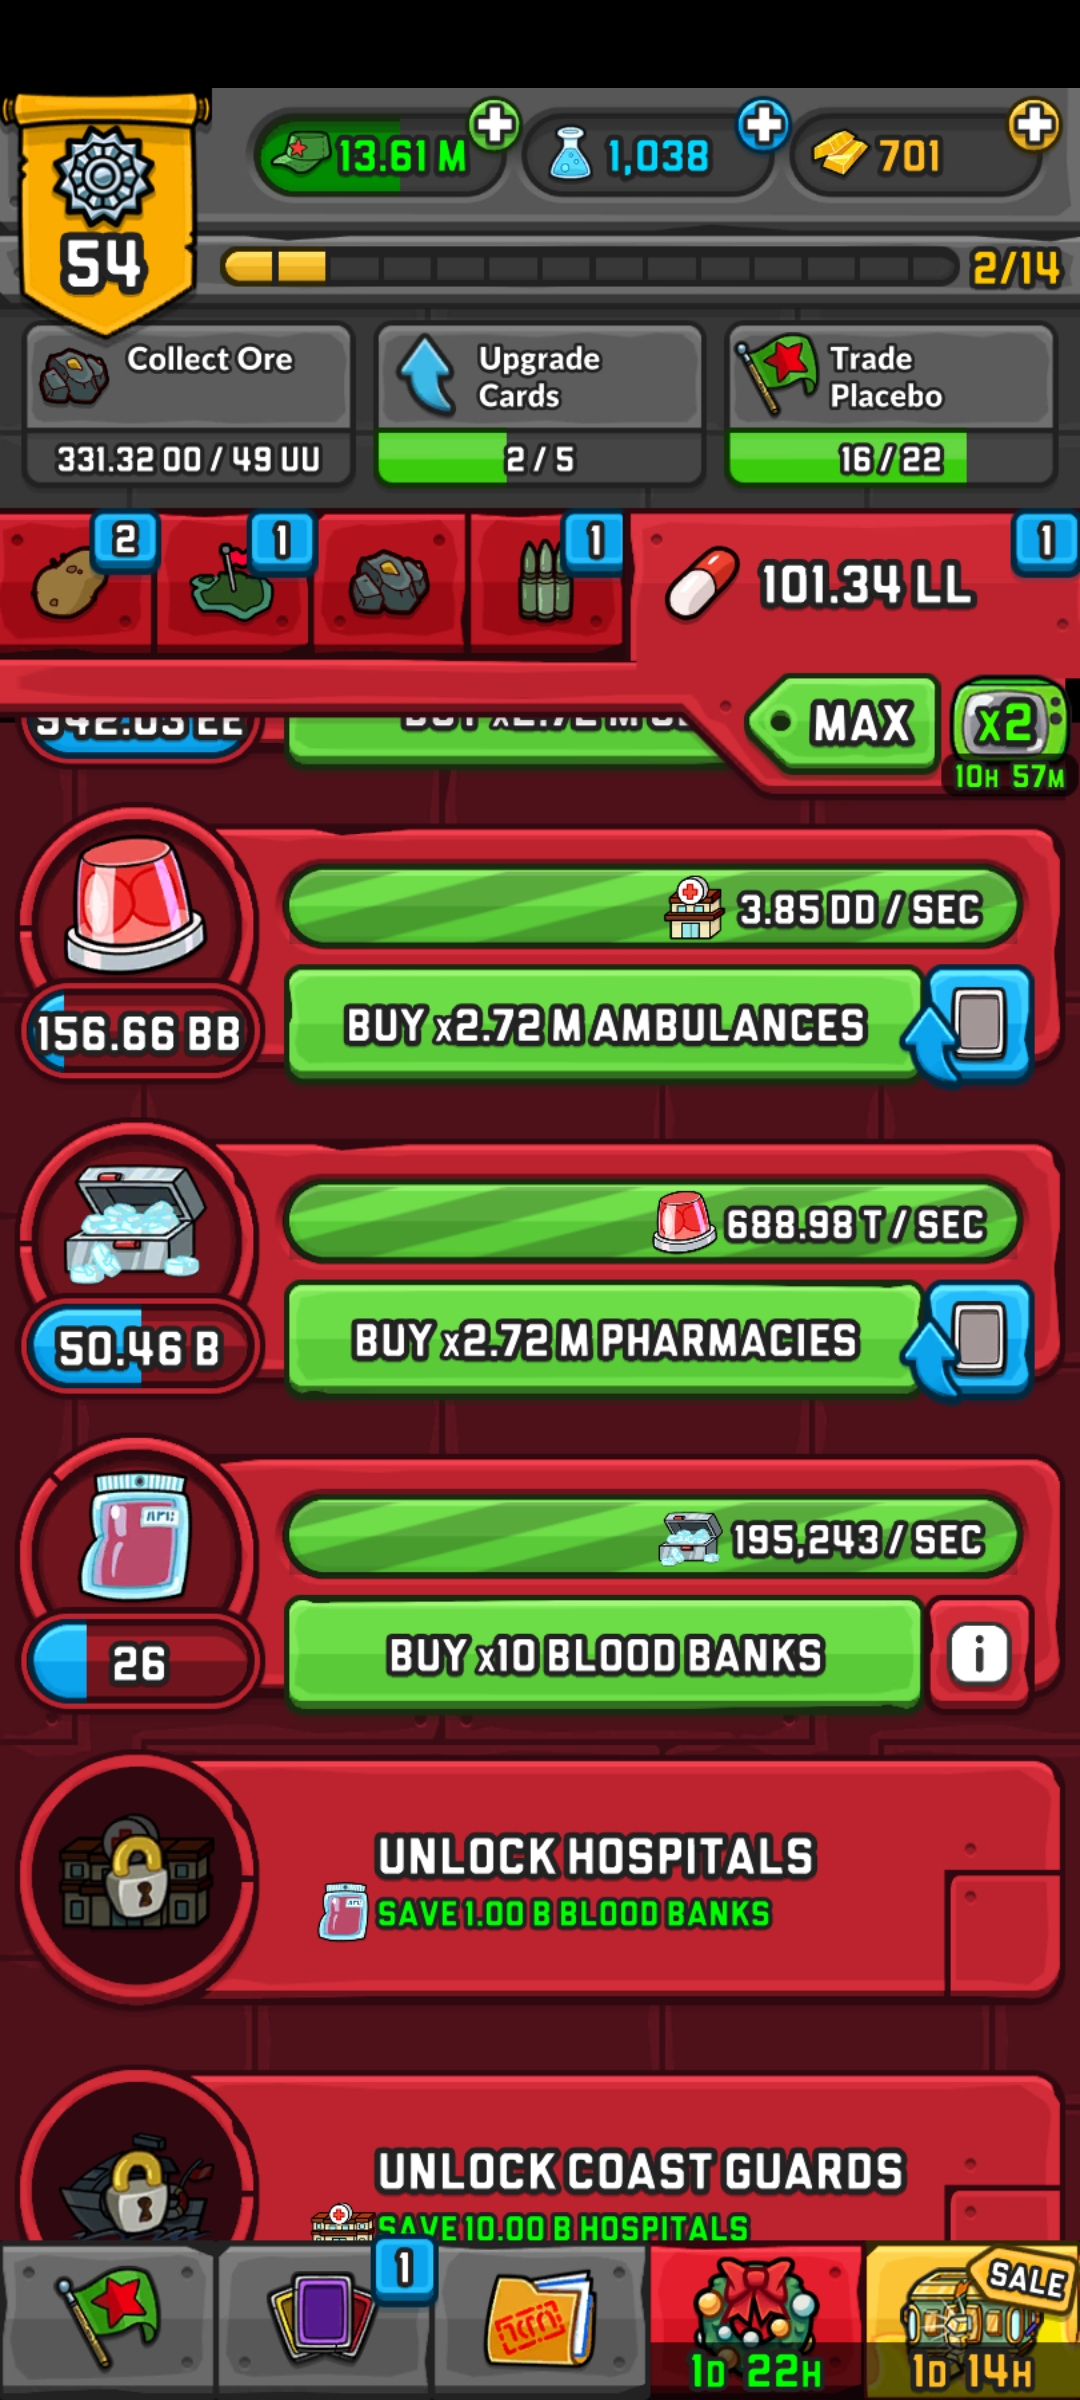 13.61 M
1,038
701
54
2/14
Collect Ore
331.32 OO / 49 UU
Upgrade
Cards
2 / 5
Trade
Placebo
16 / 22
2
1
1
101.34 LL
1
MAX
x2
10H 57M
942.03 EE
3.85 DD / SEC
156.66 BB
BUY x2.72 M AMBULANCES
688.98 T / SEC
50.46 B
BUY x2.72 M PHARMACIES
195,243 / SEC
26
BUY x10 BLOOD BANKS
i
UNLOCK HOSPITALS
SAVE 1.00 B BLOOD BANKS
UNLOCK COAST GUARDS
SAVE 10.00 B HOSPITALS
1
SALE
1D 22H
1D 14H